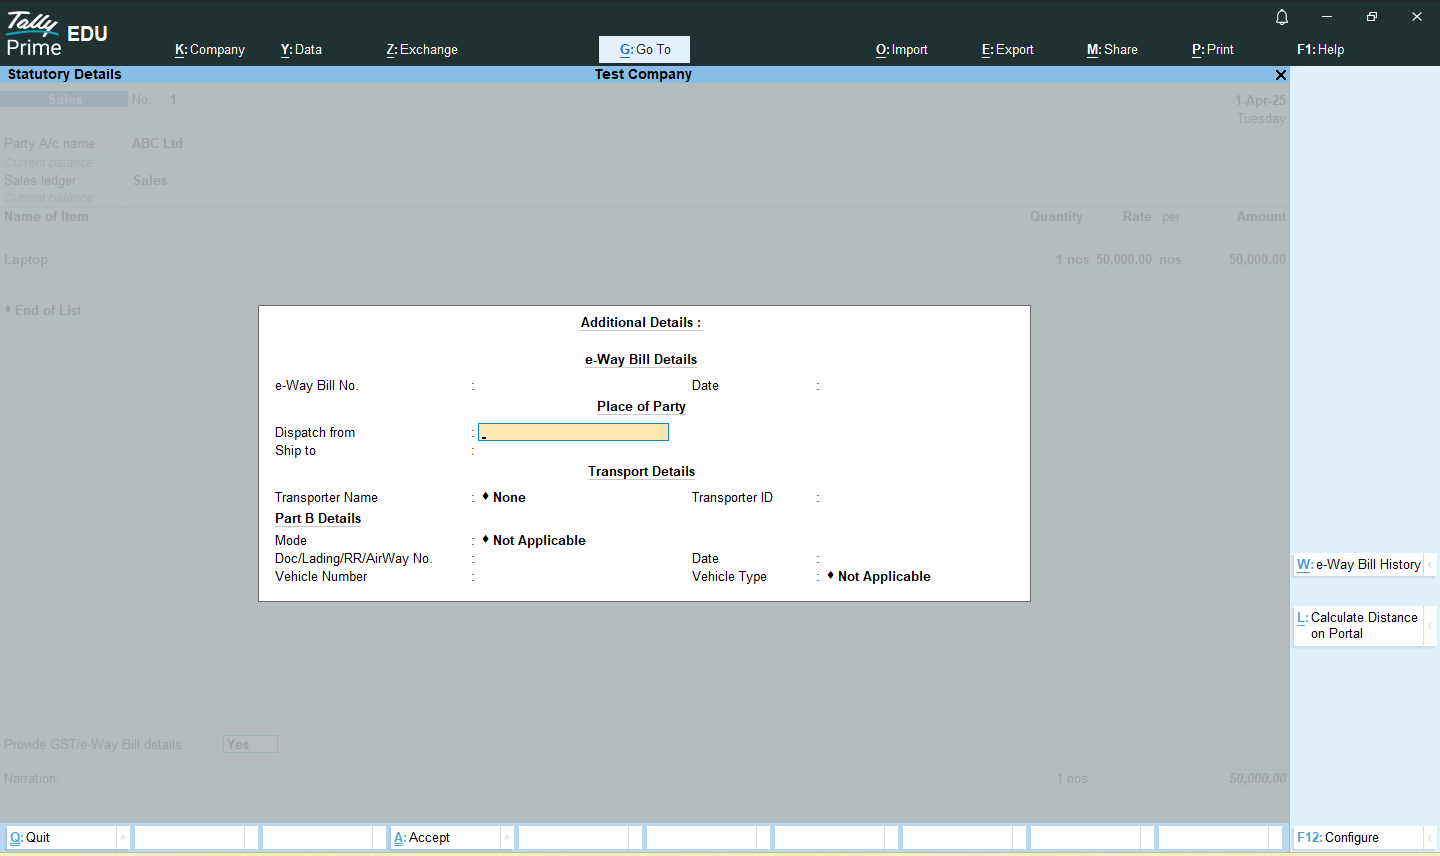 Tally
Prime EDU
K: Company Y: Data Z: Exchange G: Go To O: Import E: Export M: Share P: Print F1: Help
Statutory Details Test Company
Sales No. 1 1-Apr-25
Tuesday
Party A/c name : ABC Ltd
Current balance :
Sales ledger : Sales
Current balance :
Name of Item Quantity Rate per Amount
Laptop 1 nos 50,000.00 nos 50,000.00
♦ End of List
Additional Details :
e-Way Bill Details
e-Way Bill No. : Date :
Place of Party
Dispatch from :
Ship to :
Transport Details
Transporter Name : ♦ None Transporter ID :
Part B Details
Mode : ♦ Not Applicable
Doc/Lading/RR/AirWay No. : Date :
Vehicle Number : Vehicle Type : ♦ Not Applicable
W: e-Way Bill History
L: Calculate Distance
on Portal
Provide GST/e-Way Bill details : Yes
Narration: 1 nos 50,000.00
Q: Quit A: Accept F12: Configure